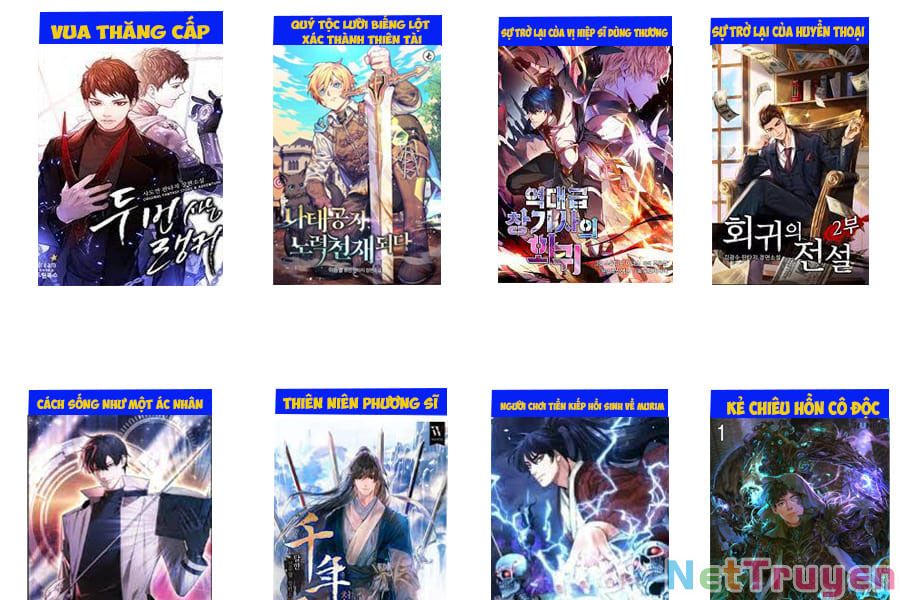 VUA THĂNG CẤP
QUÝ TỘC LƯỜI BIẾNG LỘT
XÁC THÀNH THIÊN TÀI
SỰ TRỞ LẠI CỦA VỊ HIỆP SĨ DÙNG THƯƠNG
SỰ TRỞ LẠI CỦA HUYỀN THOẠI
두 번 사는
랭커
나태공자,
노력천재되다
역대급
창기사의
회귀
회귀의 2부
전설
CÁCH SỐNG NHƯ MỘT ÁC NHÂN
THIÊN NIÊN PHƯƠNG SĨ
NGƯỜI CHƠI TIỀN KIẾP HỒI SINH VỀ MURIM
KẺ CHIÊU HỒN CÔ ĐỘC
1
千
年
NetTruyen